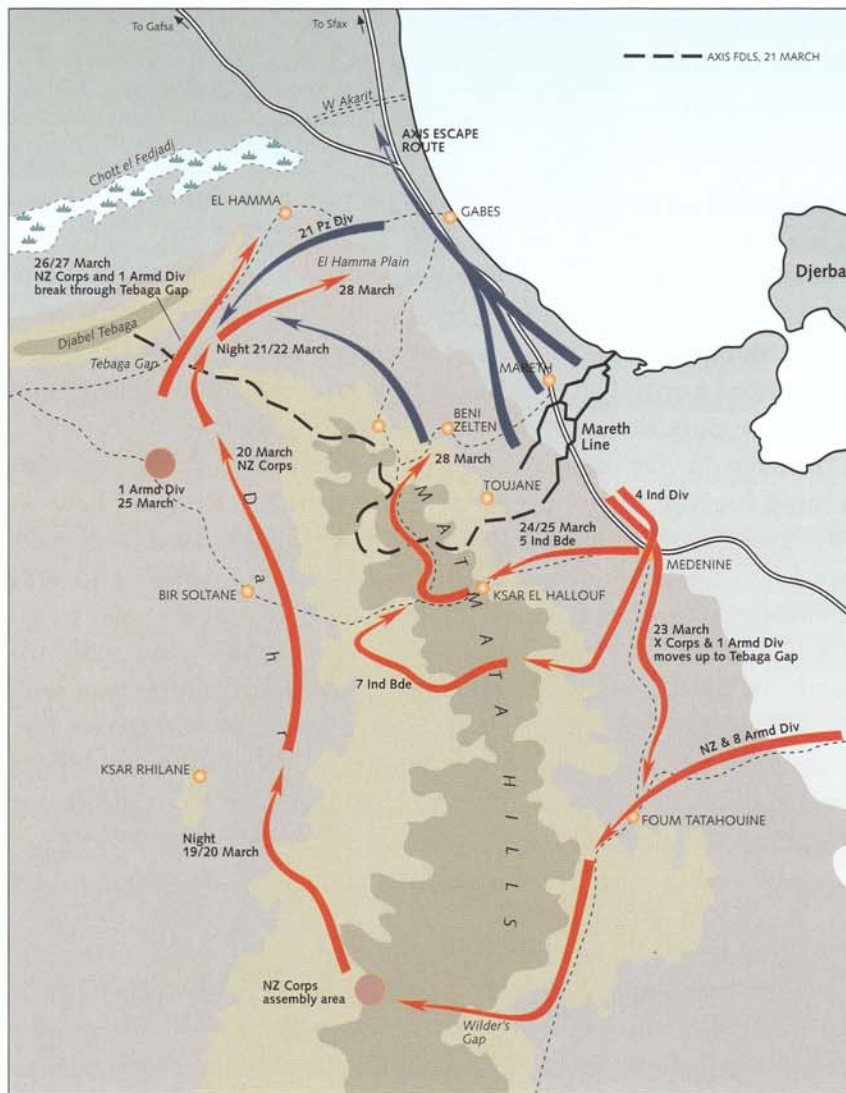 To Gafsa
To Sfax
AXIS FDLS, 21 MARCH
W Akarit
AXIS ESCAPE
ROUTE
Chott el Fedjadj
EL HAMMA
GABES
21 Pz Div
26/27 March
NZ Corps and 1 Armd Div
break through Tebaga Gap
El Hamma Plain
28 March
Djerba
Djabel Tebaga
Night 21/22 March
Tebaga Gap
MARETH
BENI
ZELTEN
Mareth
Line
20 March
NZ Corps
28 March
1 Armd Div
25 March
TOUJANE
4 Ind Div
24/25 March
5 Ind Bde
MEDENINE
BIR SOLTANE
KSAR EL HALLOUF
Dahr
MATMATA HILLS
23 March
X Corps & 1 Armd Div
moves up to Tebaga Gap
7 Ind Bde
NZ & 8 Armd Div
KSAR RHILANE
FOUM TATAHOUINE
Night
19/20 March
NZ Corps
assembly area
Wilder's
Gap